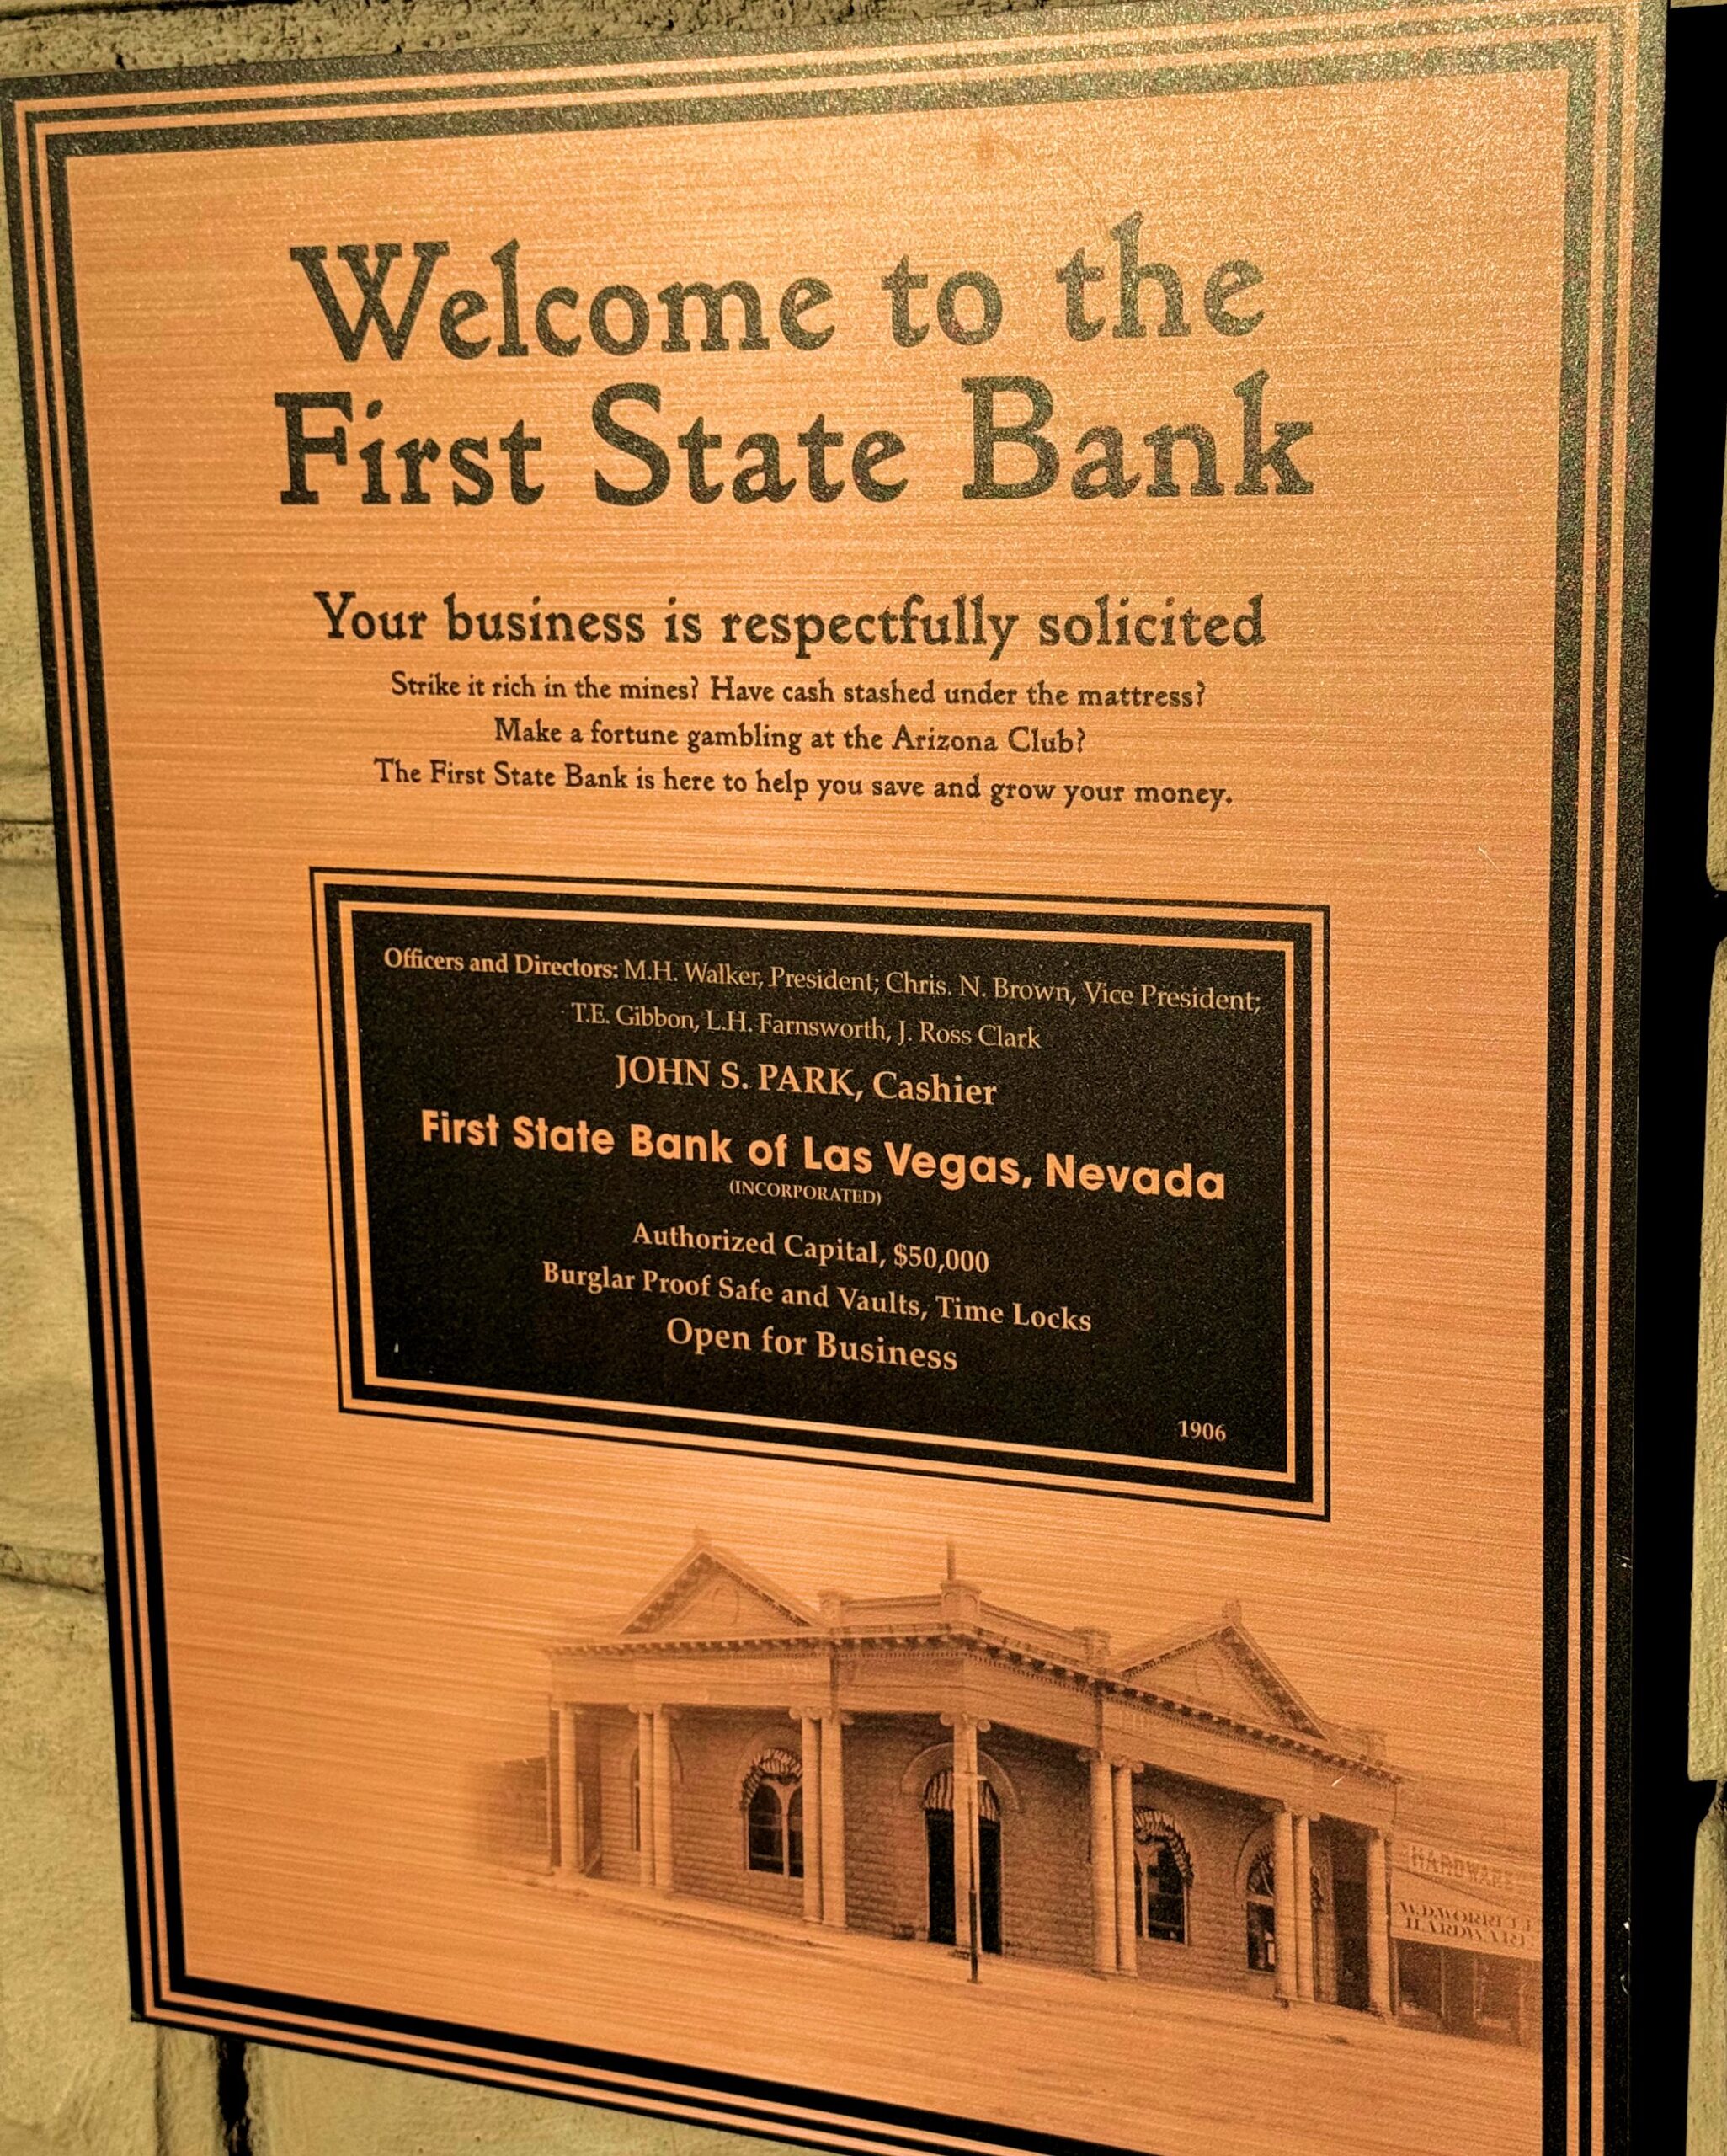 Welcome to the
First State Bank
Your business is respectfully solicited
Strike it rich in the mines? Have cash stashed under the mattress?
Make a fortune gambling at the Arizona Club?
The First State Bank is here to help you save and grow your money.
Officers and Directors: M.H. Walker, President; Chris. N. Brown, Vice President;
T.E. Gibbon, L.H. Farnsworth, J. Ross Clark
JOHN S. PARK, Cashier
First State Bank of Las Vegas, Nevada
(INCORPORATED)
Authorized Capital, $50,000
Burglar Proof Safe and Vaults, Time Locks
Open for Business
1906
HARDWARE
HARDWARE